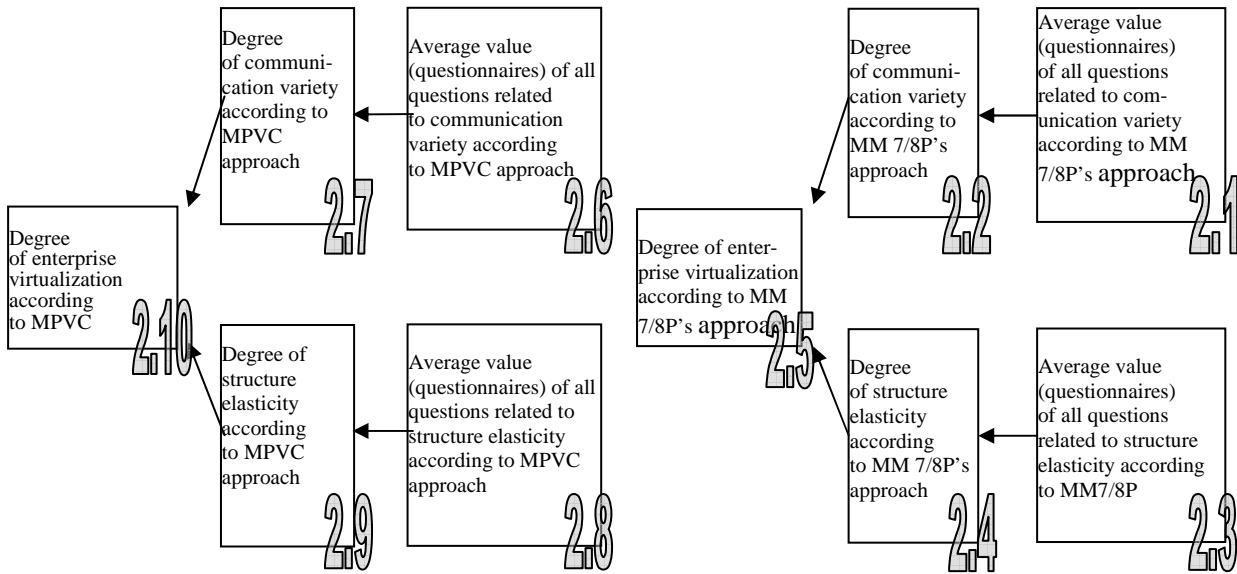 Degree
of communi-
cation variety
according to
MPVC
approach
2.7
Average value
(questionnaires) of all
questions related
to communication
variety according
to MPVC approach
2.6
Degree
of enterprise
virtualization
according
to MPVC
2.10
Degree of
structure
elasticity
according
to MPVC
approach
2.9
Average value
(questionnaires) of all
questions related to
structure elasticity
according to MPVC
approach
2.8
Degree
of communi-
cation variety
according to
MM 7/8P's
approach
2.2
Average value
(questionnaires)
of all questions
related to com-
munication variety
according to MM
7/8P's approach
2.1
Degree of enter-
prise virtualization
according to MM
7/8P's approach
2.5
Degree
of structure
elasticity
according
to MM 7/8P's
approach
2.4
Average value
(questionnaires)
of all questions
related to structure
elasticity according
to MM7/8P
2.3